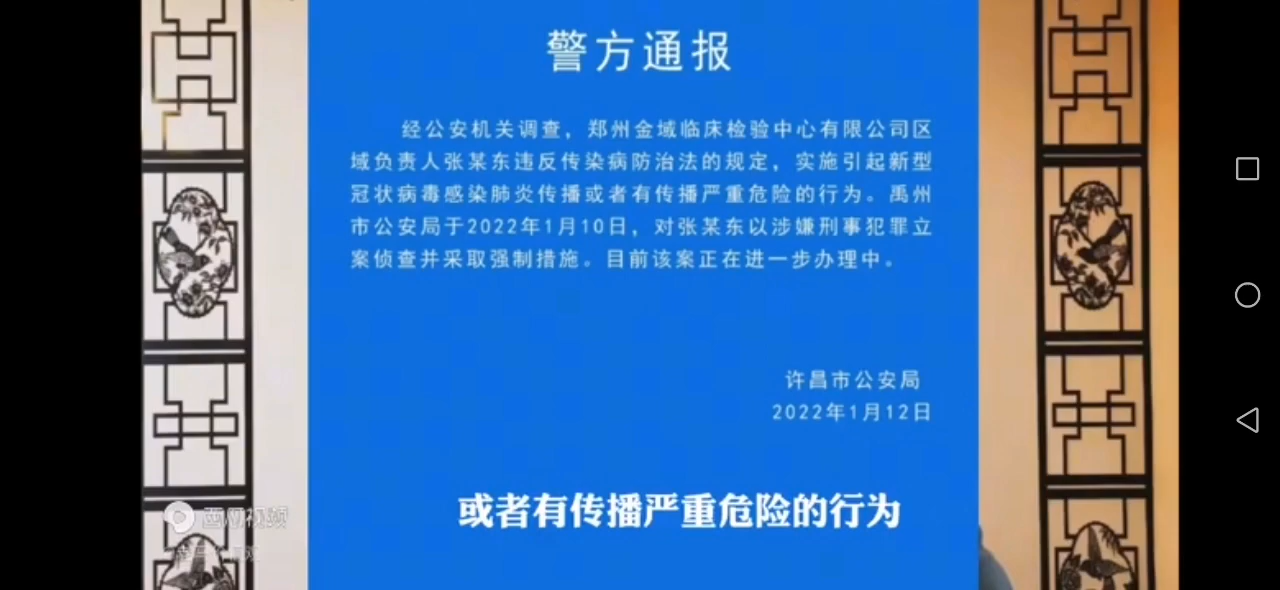 警方通报
经公安机关调查，郑州金域临床检验中心有限公司区
域负责人张某东违反传染病防治法的规定，实施引起新型
冠状病毒感染肺炎传播或者有传播严重危险的行为。禹州
市公安局于2022年1月10日，对张某东以涉嫌刑事犯罪立
案侦查并采取强制措施。目前该案正在进一步办理中。
许昌市公安局
2022年1月12日
或者有传播严重危险的行为